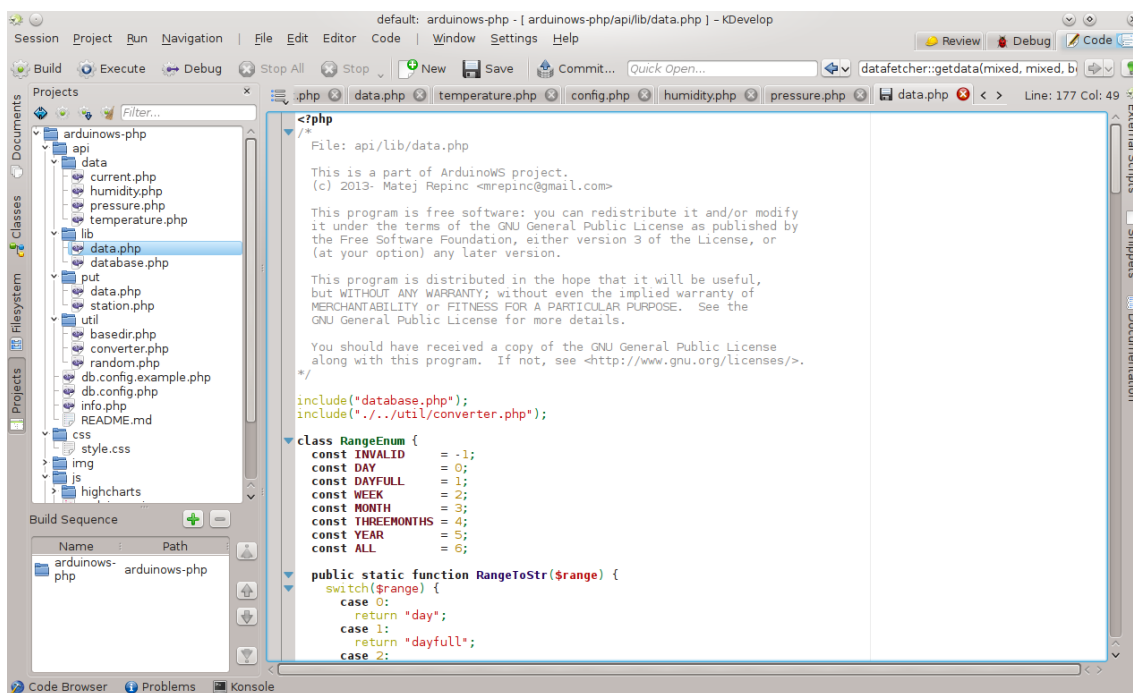 default: arduinows-php - [ arduinows-php/api/lib/data.php ] – KDevelop
Session Project Run Navigation | File Edit Editor Code | Window Settings Help
Review Debug Code
Build Execute Debug Stop All Stop New Save Commit... Quick Open... datafetcher::getdata(mixed, mixed, b
Projects
Filter...
.php data.php temperature.php config.php humidity.php pressure.php data.php < > Line: 177 Col: 49
Documents
Classes
Filesystem
Projects
arduinows-php
api
data
current.php
humidity.php
pressure.php
temperature.php
lib
data.php
database.php
put
data.php
station.php
util
basedir.php
converter.php
random.php
db.config.example.php
db.config.php
info.php
README.md
css
style.css
img
js
highcharts
Build Sequence
Name Path
arduinows-php arduinows-php
<?php
/*
File: api/lib/data.php
This is a part of ArduinoWS project.
(c) 2013- Matej Repinc <mrepinc@gmail.com>
This program is free software: you can redistribute it and/or modify
it under the terms of the GNU General Public License as published by
the Free Software Foundation, either version 3 of the License, or
(at your option) any later version.
This program is distributed in the hope that it will be useful,
but WITHOUT ANY WARRANTY; without even the implied warranty of
MERCHANTABILITY or FITNESS FOR A PARTICULAR PURPOSE.  See the
GNU General Public License for more details.
You should have received a copy of the GNU General Public License
along with this program.  If not, see <http://www.gnu.org/licenses/>.
*/
include("database.php");
include("./../util/converter.php");
class RangeEnum {
const INVALID     = -1;
const DAY         = 0;
const DAYFULL     = 1;
const WEEK        = 2;
const MONTH       = 3;
const THREEMONTHS = 4;
const YEAR        = 5;
const ALL         = 6;
public static function RangeToStr($range) {
switch($range) {
case 0:
return "day";
case 1:
return "dayfull";
case 2:
External Scripts
Snippets
Documentation
Code Browser Problems Konsole